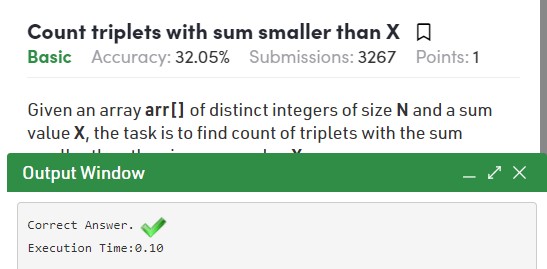 Count triplets with sum smaller than X
Basic Accuracy: 32.05% Submissions: 3267 Points: 1
Given an array arr[] of distinct integers of size N and a sum
value X, the task is to find count of triplets with the sum
Output Window
Correct Answer.
Execution Time:0.10